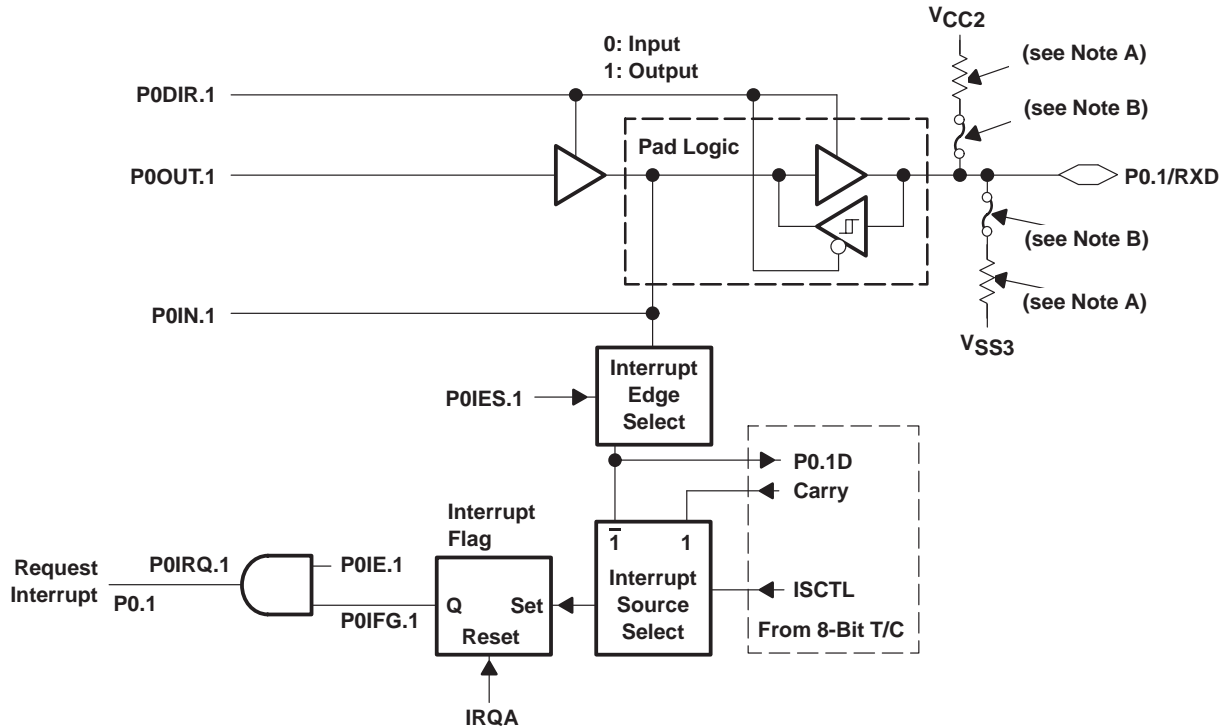 VCC2
0: Input
1: Output
(see Note A)
P0DIR.1
(see Note B)
Pad Logic
P0OUT.1
P0.1/RXD
(see Note B)
(see Note A)
P0IN.1
VSS3
Interrupt
Edge
Select
P0IES.1
P0.1D
Carry
Interrupt
Flag
1
1
Request
Interrupt
P0IRQ.1
P0.1
P0IE.1
P0IFG.1
Q
Set
Reset
Interrupt
Source
Select
ISCTL
From 8-Bit T/C
IRQA